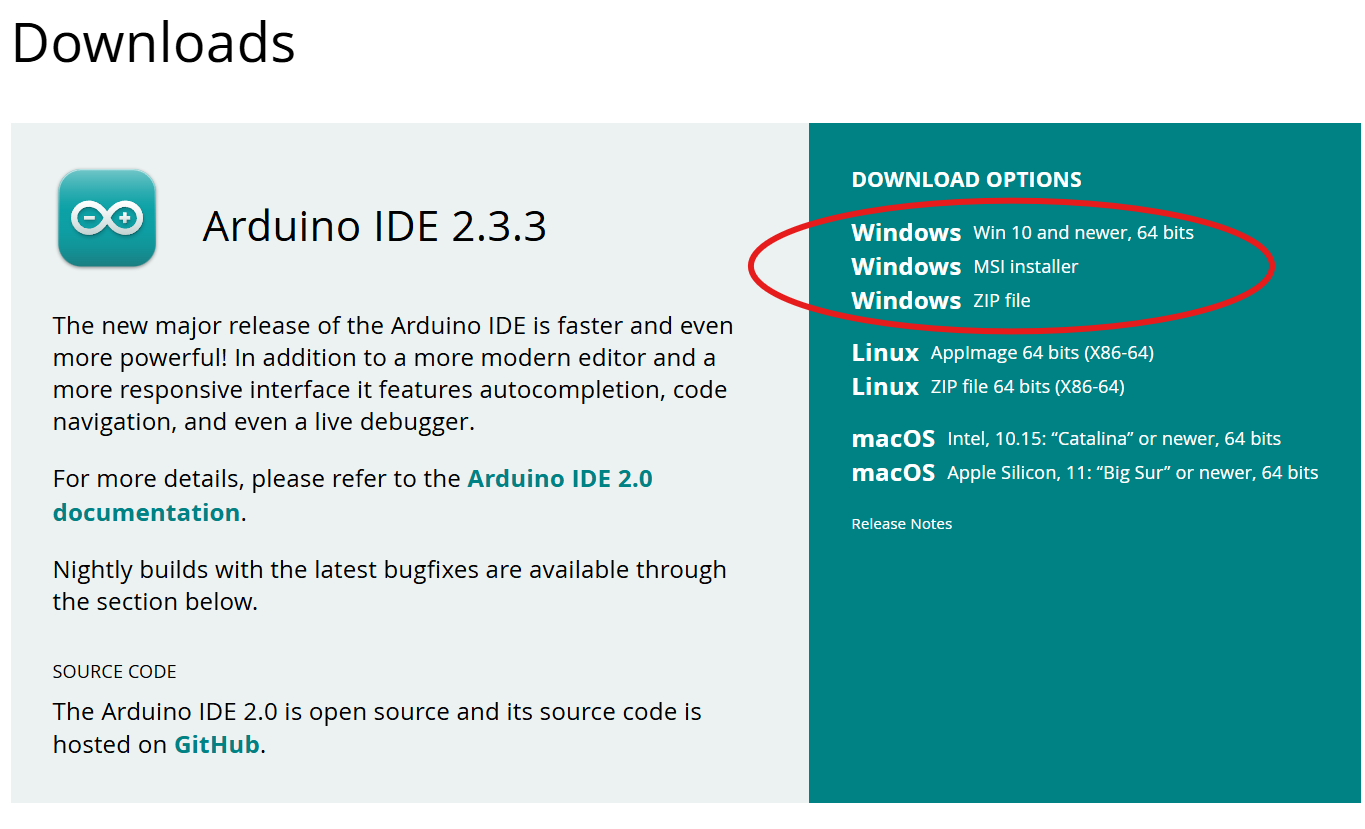 Downloads
Arduino IDE 2.3.3
The new major release of the Arduino IDE is faster and even
more powerful! In addition to a more modern editor and a
more responsive interface it features autocompletion, code
navigation, and even a live debugger.
For more details, please refer to the Arduino IDE 2.0
documentation.
Nightly builds with the latest bugfixes are available through
the section below.
SOURCE CODE
The Arduino IDE 2.0 is open source and its source code is
hosted on GitHub.
DOWNLOAD OPTIONS
Windows Win 10 and newer, 64 bits
Windows MSI installer
Windows ZIP file
Linux AppImage 64 bits (X86-64)
Linux ZIP file 64 bits (X86-64)
macOS Intel, 10.15: “Catalina” or newer, 64 bits
macOS Apple Silicon, 11: “Big Sur” or newer, 64 bits
Release Notes